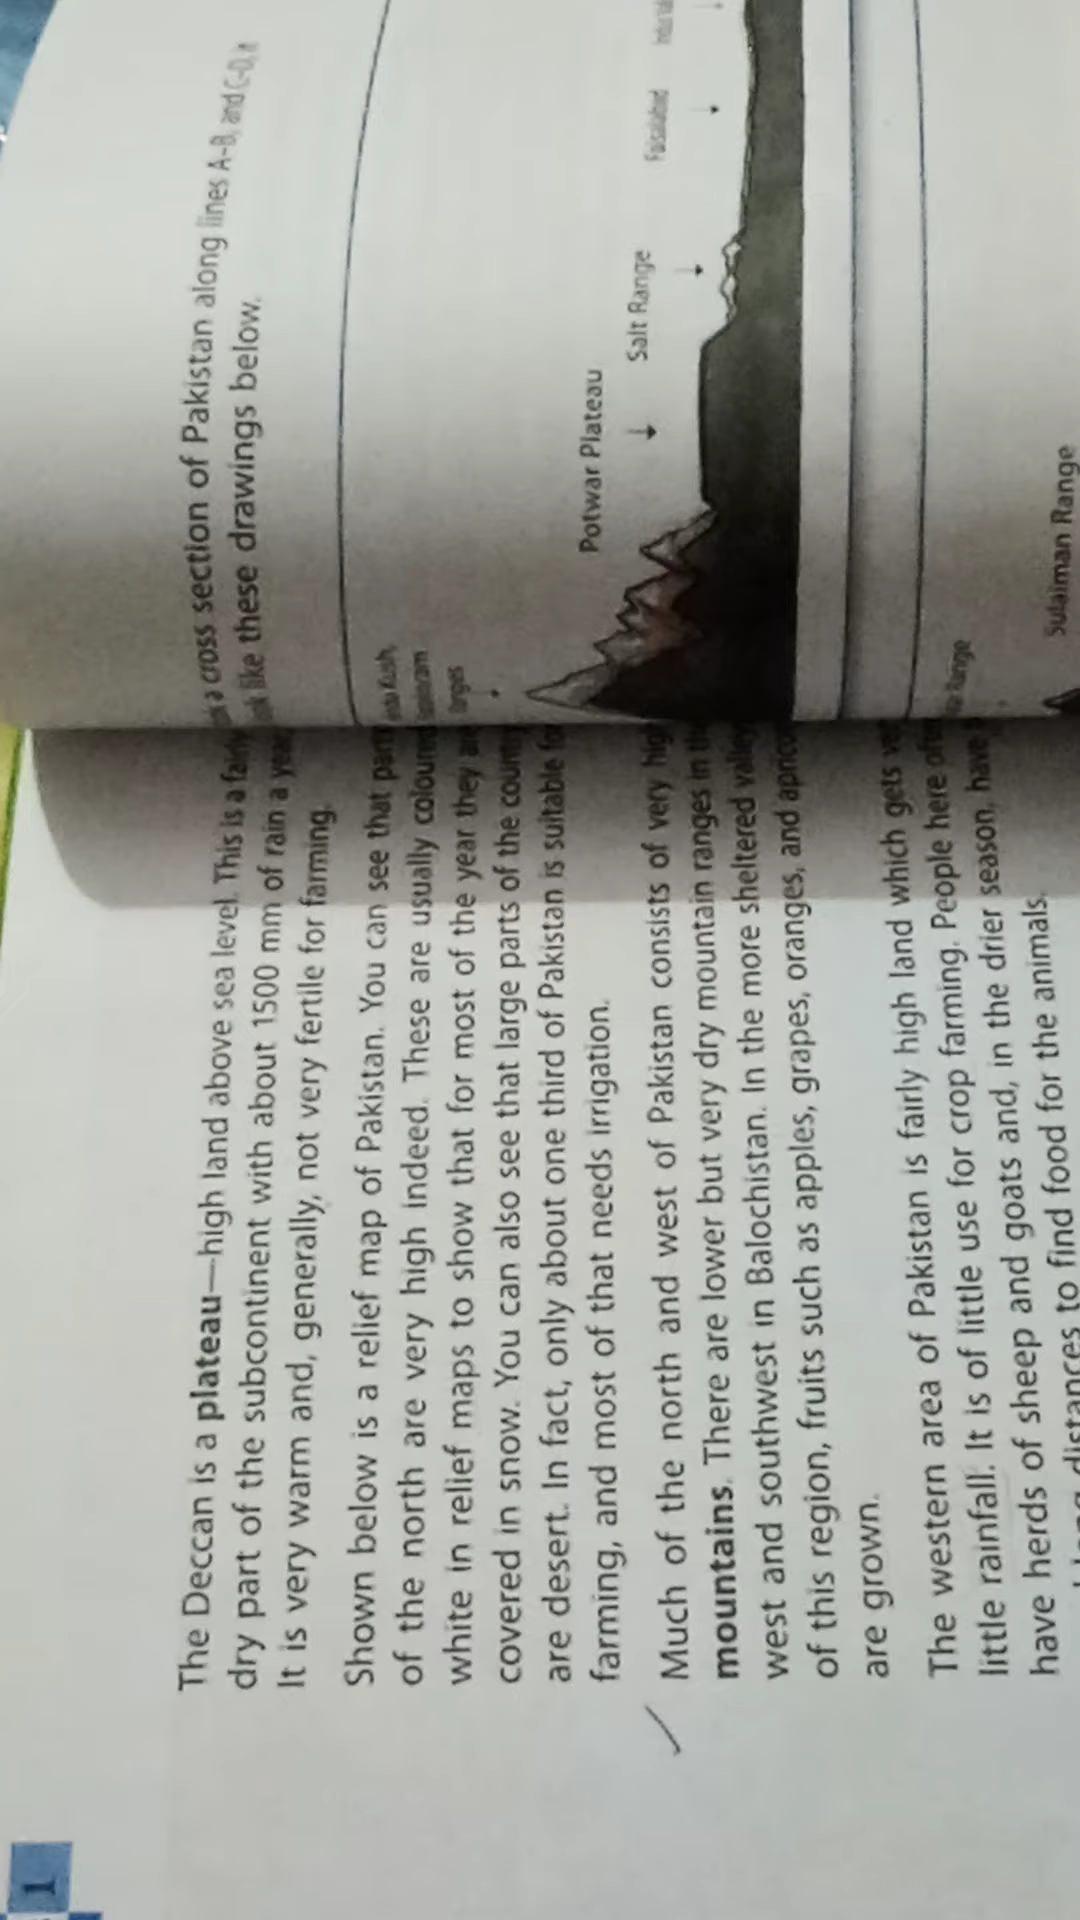 1
The Deccan is a plateau—high land above sea level. This is a fairly
dry part of the subcontinent with about 1500 mm of rain a year.
It is very warm and, generally, not very fertile for farming.
Shown below is a relief map of Pakistan. You can see that parts
of the north are very high indeed. These are usually coloured
white in relief maps to show that for most of the year they are
covered in snow. You can also see that large parts of the country
are desert. In fact, only about one third of Pakistan is suitable for
farming, and most of that needs irrigation.
Much of the north and west of Pakistan consists of very high
mountains. There are lower but very dry mountain ranges in the
west and southwest in Balochistan. In the more sheltered valleys
of this region, fruits such as apples, grapes, oranges, and apricots
are grown.
The western area of Pakistan is fairly high land which gets very
little rainfall. It is of little use for crop farming. People here often
have herds of sheep and goats and, in the drier season, have
distances to find food for the animals.
a cross section of Pakistan along lines A-B, and C-D, it
like these drawings below.
Kush,
Ranges
Potwar Plateau
Salt Range
Faisalabad
Range
Sulaiman Range